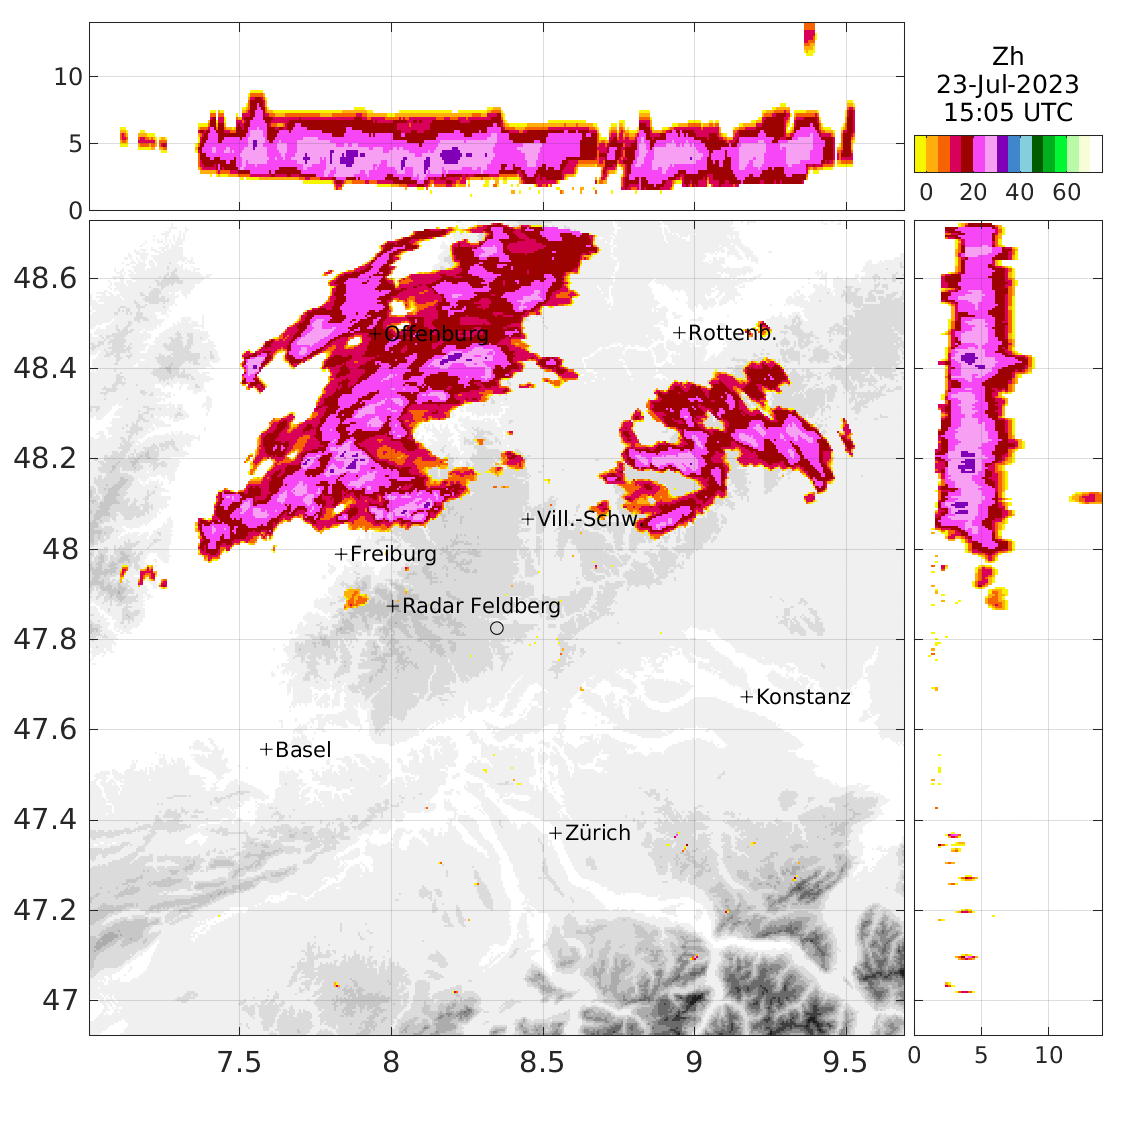 10
5
0
Zh
23-Jul-2023
15:05 UTC
0 20 40 60
48.6
48.4
48.2
48
47.8
47.6
47.4
47.2
47
+Offenburg
+Rottenb.
+Vill.-Schw.
+Freiburg
+Radar Feldberg
+Konstanz
+Basel
+Zürich
7.5 8 8.5 9 9.5
0 5 10